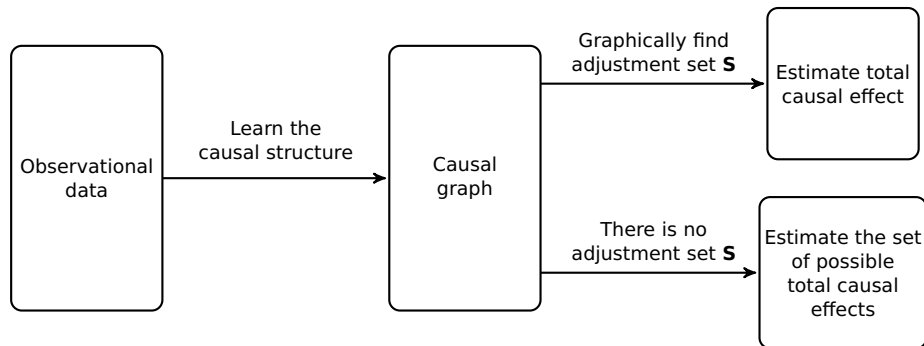 Observational
data
Learn the
causal structure
Causal
graph
Graphically find
adjustment set S
Estimate total
causal effect
There is no
adjustment set S
Estimate the set
of possible
total causal
effects